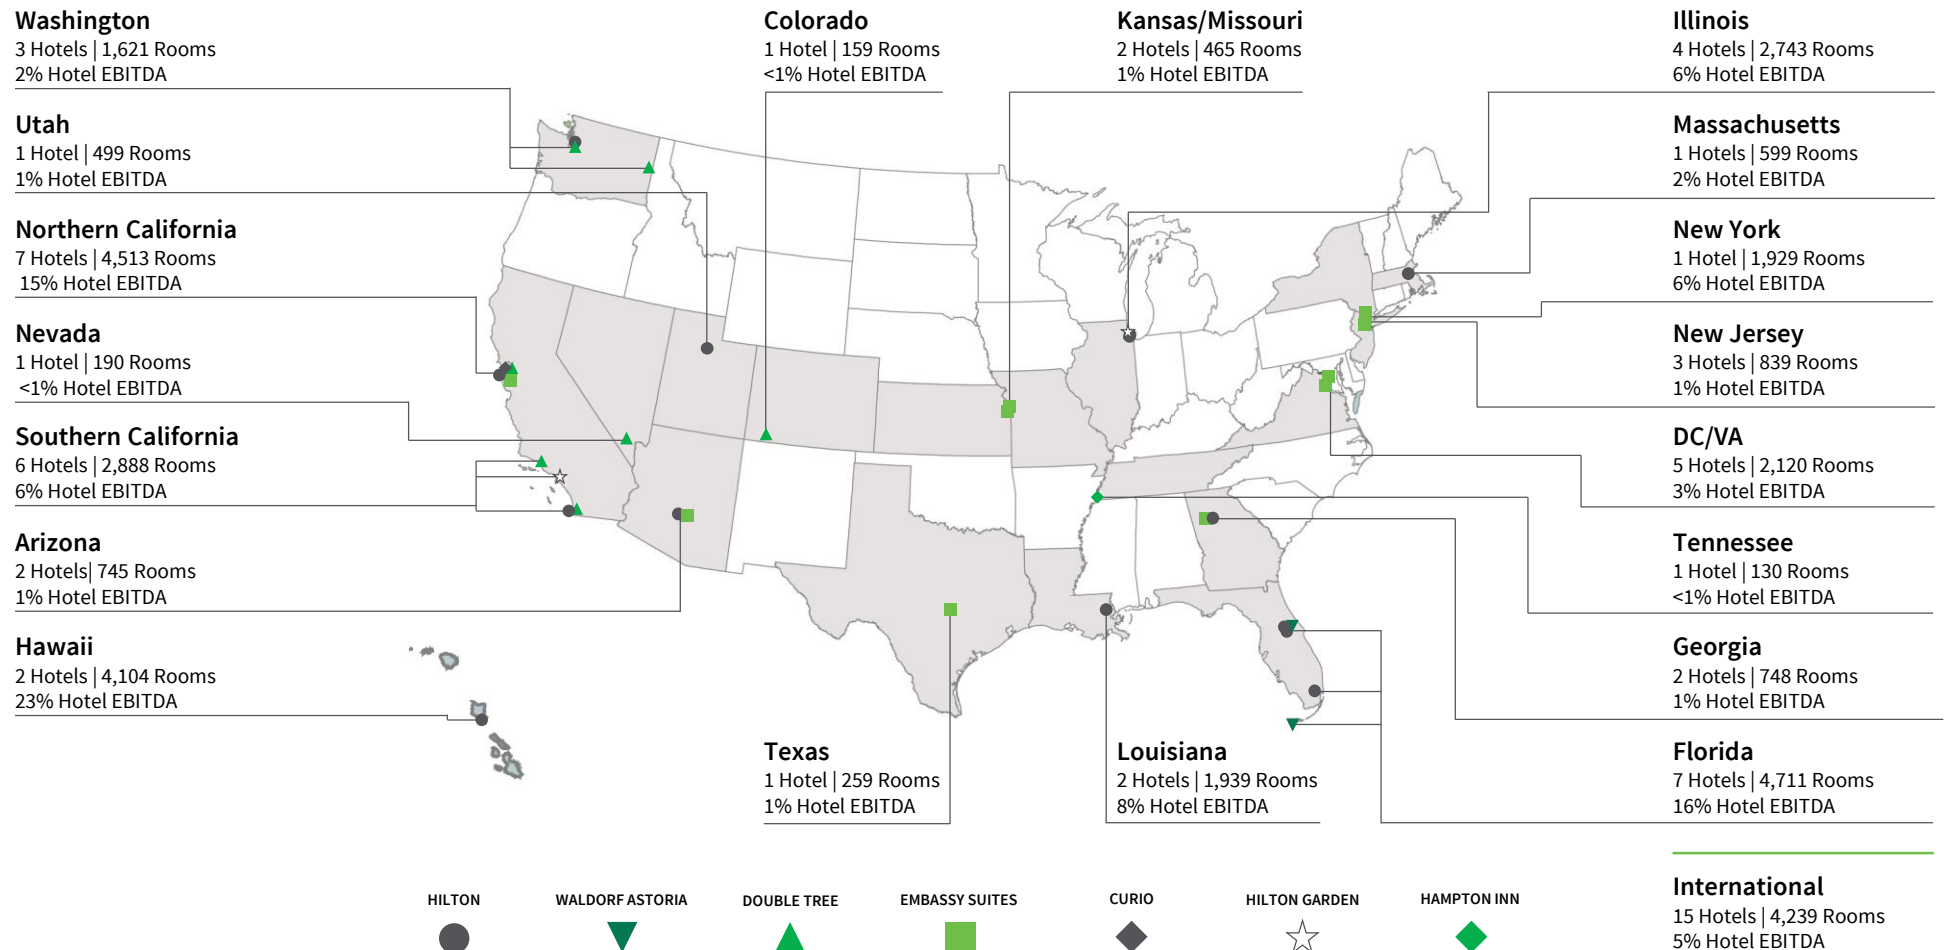 Washington
3 Hotels | 1,621 Rooms
2% Hotel EBITDA
Utah
1 Hotel | 499 Rooms
1% Hotel EBITDA
Northern California
7 Hotels | 4,513 Rooms
15% Hotel EBITDA
Nevada
1 Hotel | 190 Rooms
<1% Hotel EBITDA
Southern California
6 Hotels | 2,888 Rooms
6% Hotel EBITDA
Arizona
2 Hotels| 745 Rooms
1% Hotel EBITDA
Hawaii
2 Hotels | 4,104 Rooms
23% Hotel EBITDA
Colorado
1 Hotel | 159 Rooms
<1% Hotel EBITDA
Kansas/Missouri
2 Hotels | 465 Rooms
1% Hotel EBITDA
Texas
1 Hotel | 259 Rooms
1% Hotel EBITDA
Louisiana
2 Hotels | 1,939 Rooms
8% Hotel EBITDA
Illinois
4 Hotels | 2,743 Rooms
6% Hotel EBITDA
Massachusetts
1 Hotels | 599 Rooms
2% Hotel EBITDA
New York
1 Hotel | 1,929 Rooms
6% Hotel EBITDA
New Jersey
3 Hotels | 839 Rooms
1% Hotel EBITDA
DC/VA
5 Hotels | 2,120 Rooms
3% Hotel EBITDA
Tennessee
1 Hotel | 130 Rooms
<1% Hotel EBITDA
Georgia
2 Hotels | 748 Rooms
1% Hotel EBITDA
Florida
7 Hotels | 4,711 Rooms
16% Hotel EBITDA
International
15 Hotels | 4,239 Rooms
5% Hotel EBITDA
HILTON
WALDORF ASTORIA
DOUBLE TREE
EMBASSY SUITES
CURIO
HILTON GARDEN
HAMPTON INN